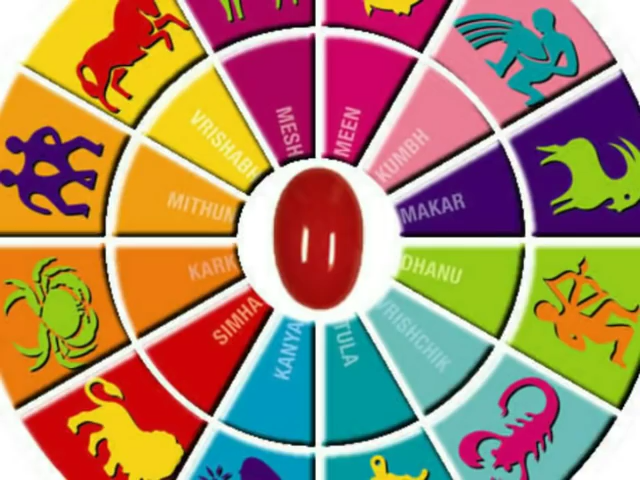 MESH
MEEN
VRISHABH
KUMBH
MITHUN
MAKAR
KARK
DHANU
SIMHA
KANYA
TULA
VRISHCHIK